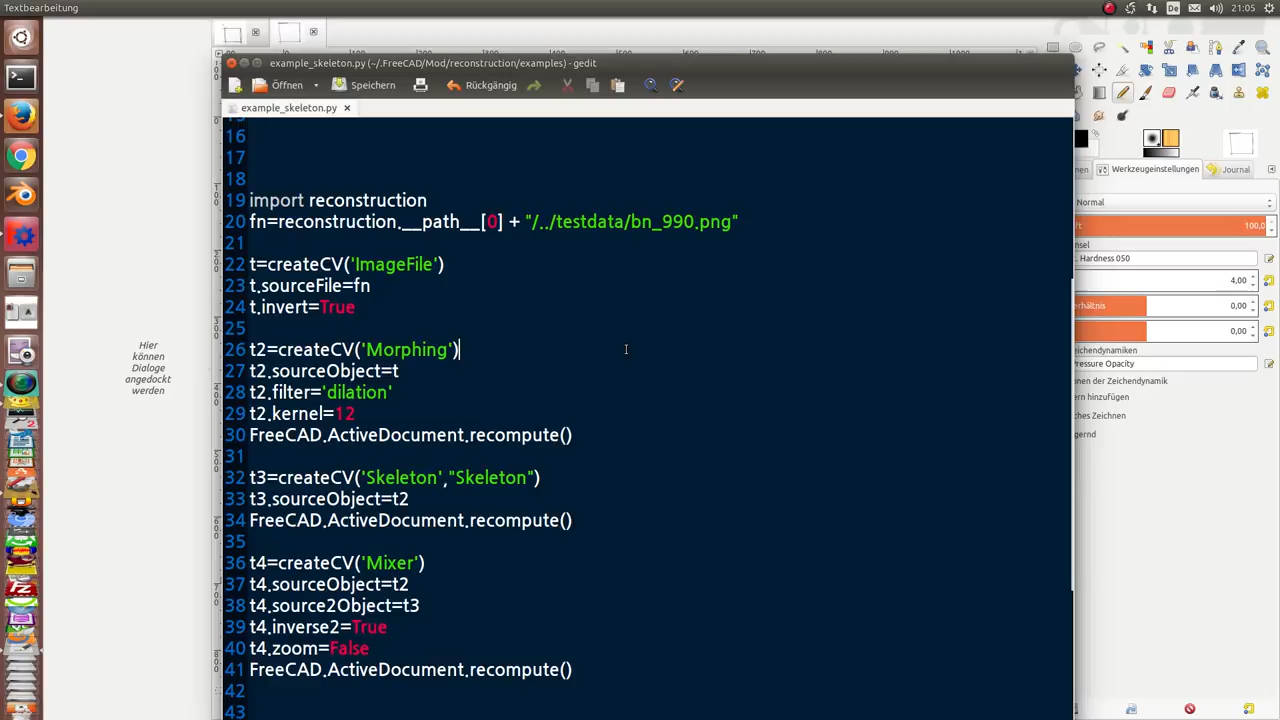 Textbearbeitung
De
21:05
example_skeleton.py (~/.FreeCAD/Mod/reconstruction/examples) - gedit
Öffnen
Speichern
Rückgängig
example_skeleton.py
16
17
18
19 import reconstruction
20 fn=reconstruction.__path__[0] + "/../testdata/bn_990.png"
21
22 t=createCV('ImageFile')
23 t.sourceFile=fn
24 t.invert=True
25
26 t2=createCV('Morphing')
27 t2.sourceObject=t
28 t2.filter='dilation'
29 t2.kernel=12
30 FreeCAD.ActiveDocument.recompute()
31
32 t3=createCV('Skeleton',"Skeleton")
33 t3.sourceObject=t2
34 FreeCAD.ActiveDocument.recompute()
35
36 t4=createCV('Mixer')
37 t4.sourceObject=t2
38 t4.source2Object=t3
39 t4.inverse2=True
40 t4.zoom=False
41 FreeCAD.ActiveDocument.recompute()
42
43
Hier
können
Dialoge
angedockt
werden
Werkzeugeinstellungen
Journal
Normal
100,0
Hardness 050
4,00
0,00
0,00
Pressure Opacity